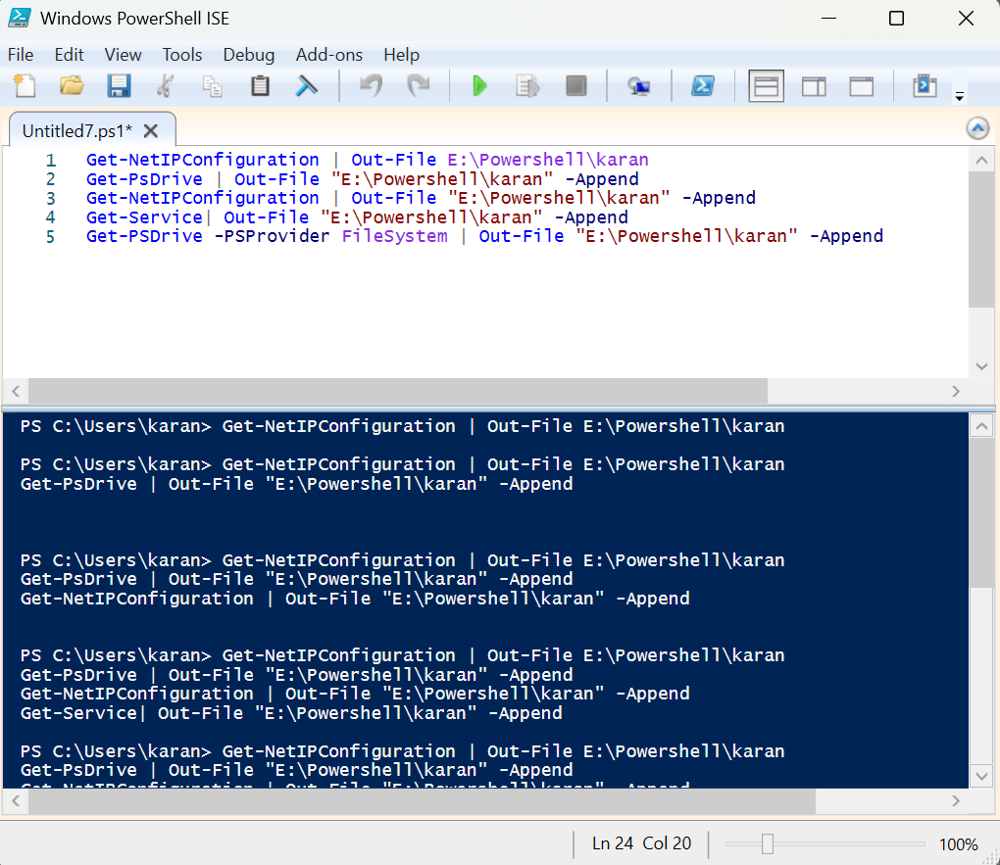 Windows PowerShell ISE
File Edit View Tools Debug Add-ons Help
Untitled7.ps1*
1 Get-NetIPConfiguration | Out-File E:\Powershell\karan
2 Get-PsDrive | Out-File "E:\Powershell\karan" -Append
3 Get-NetIPConfiguration | Out-File "E:\Powershell\karan" -Append
4 Get-Service| Out-File "E:\Powershell\karan" -Append
5 Get-PSDrive -PSProvider FileSystem | Out-File "E:\Powershell\karan" -Append
PS C:\Users\karan> Get-NetIPConfiguration | Out-File E:\Powershell\karan
PS C:\Users\karan> Get-NetIPConfiguration | Out-File E:\Powershell\karan
Get-PsDrive | Out-File "E:\Powershell\karan" -Append
PS C:\Users\karan> Get-NetIPConfiguration | Out-File E:\Powershell\karan
Get-PsDrive | Out-File "E:\Powershell\karan" -Append
Get-NetIPConfiguration | Out-File "E:\Powershell\karan" -Append
PS C:\Users\karan> Get-NetIPConfiguration | Out-File E:\Powershell\karan
Get-PsDrive | Out-File "E:\Powershell\karan" -Append
Get-NetIPConfiguration | Out-File "E:\Powershell\karan" -Append
Get-Service| Out-File "E:\Powershell\karan" -Append
PS C:\Users\karan> Get-NetIPConfiguration | Out-File E:\Powershell\karan
Get-PsDrive | Out-File "E:\Powershell\karan" -Append
Get-NetIPConfiguration | Out-File "E:\Powershell\karan" -Append
Ln 24 Col 20
100%